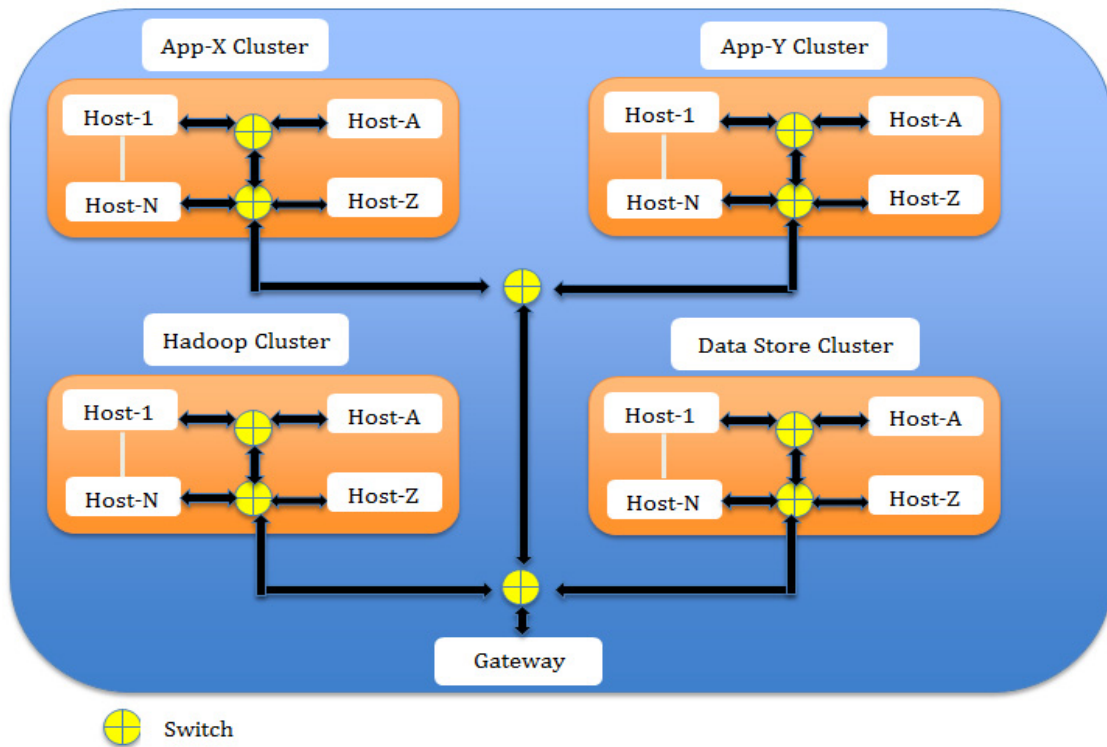 App-X Cluster
App-Y Cluster
Host-1
Host-A
Host-N
Host-Z
Host-1
Host-A
Host-N
Host-Z
Hadoop Cluster
Data Store Cluster
Host-1
Host-A
Host-N
Host-Z
Host-1
Host-A
Host-N
Host-Z
Gateway
Switch